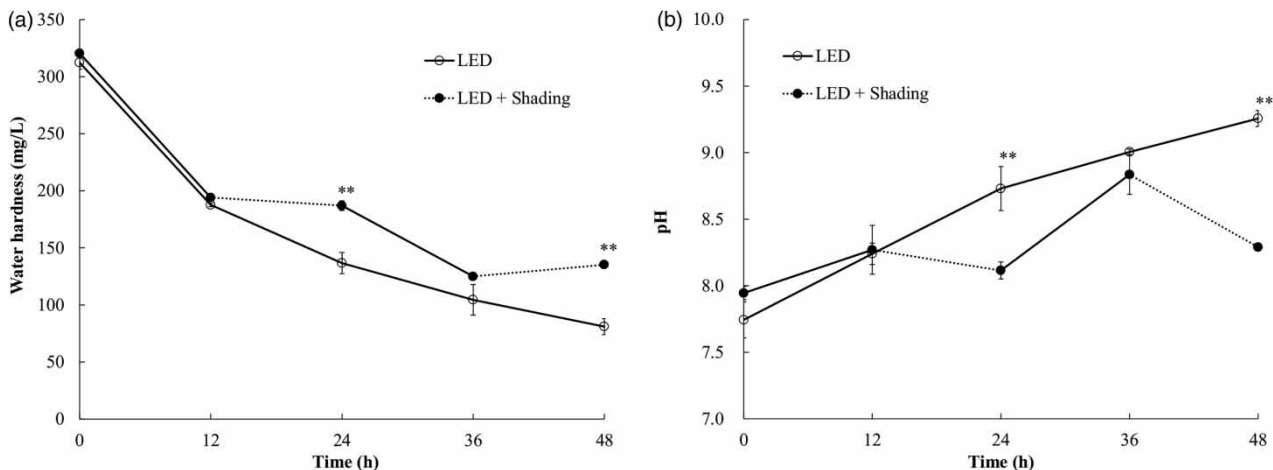 (a)
350
300
250
200
150
100
50
0
Water hardness (mg/L)
LED
LED + Shading
**
**
0 12 24 36 48
Time (h)
(b)
10.0
9.5
9.0
8.5
8.0
7.5
7.0
pH
LED
LED + Shading
**
**
0 12 24 36 48
Time (h)